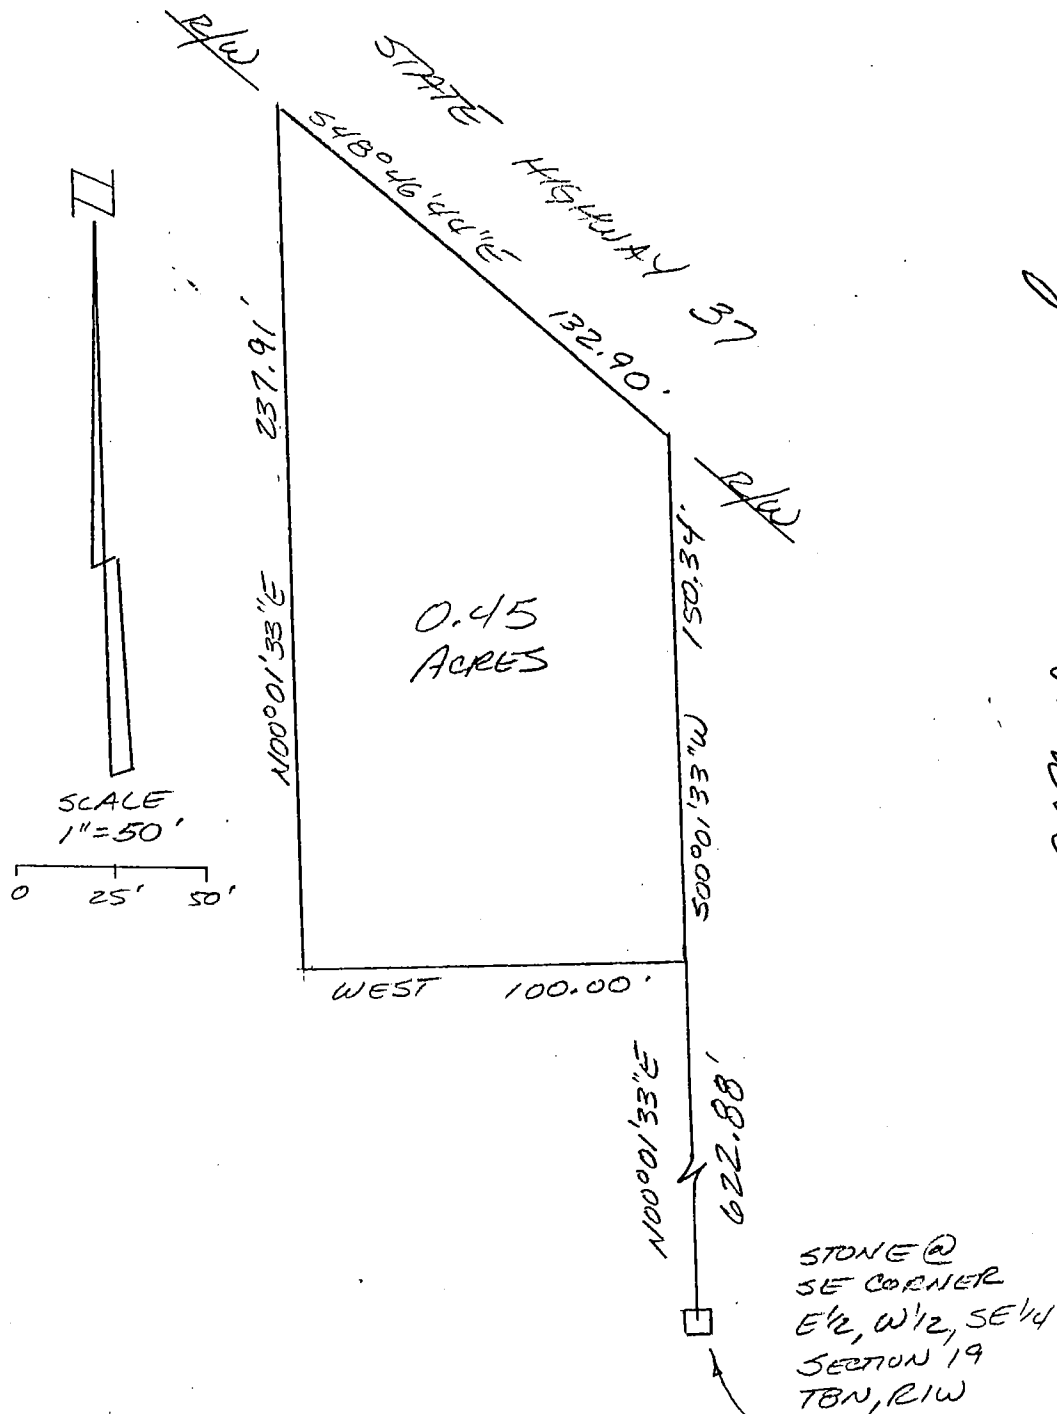 R/W
STATE HIGHWAY 37
S48°46'44"E 132.90'
N
237.91'
N00°01'33"E
0.45
ACRES
R/W
150.34'
S00°01'33"W
SCALE
1"=50'
0 25' 50'
WEST 100.00'
N00°01'33"E
622.88'
STONE @
SE CORNER
E1/2, W1/2, SE1/4
SECTION 19
T8N, R1W